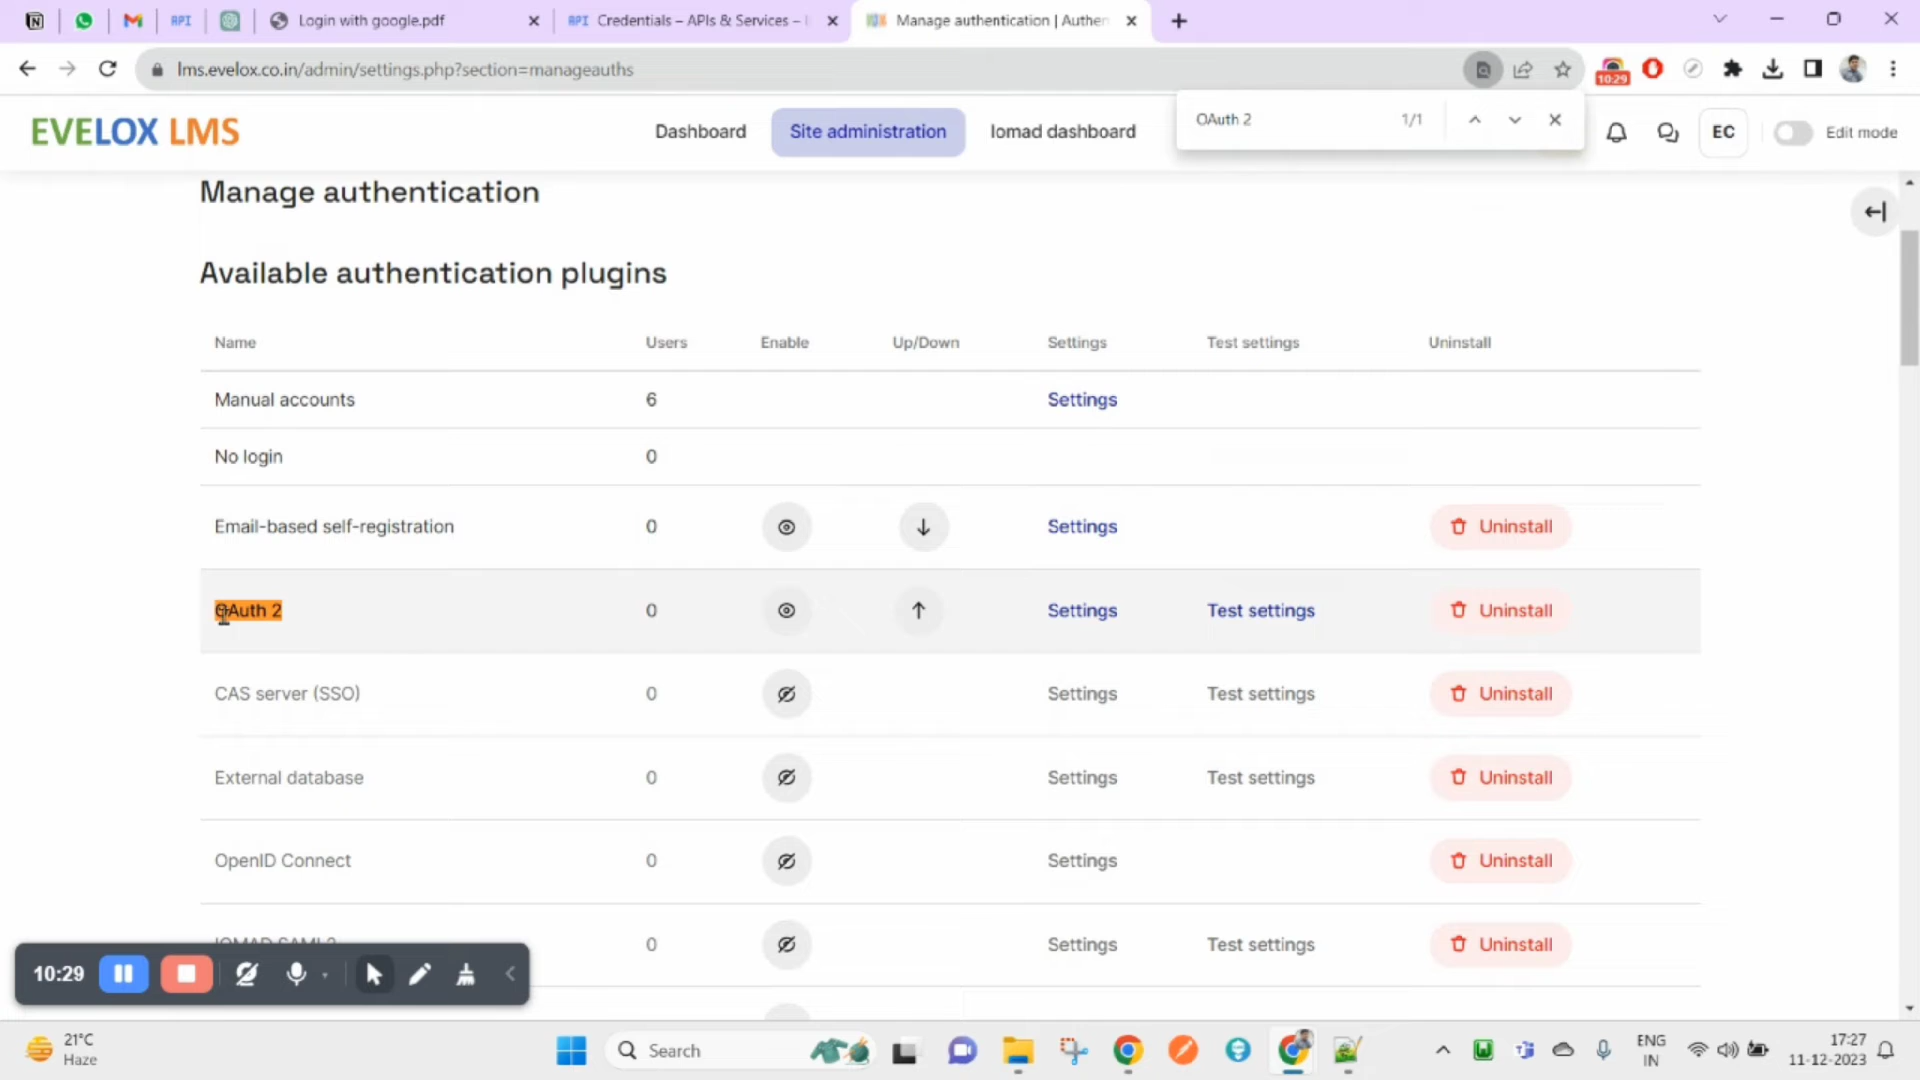 Login with google.pdf
API Credentials – APIs & Services –
Manage authentication | Authen
lms.evelox.co.in/admin/settings.php?section=manageauths
10:29
EVELOX LMS
Dashboard
Site administration
Iomad dashboard
OAuth 2
1/1
EC
Edit mode
Manage authentication
Available authentication plugins
Name Users Enable Up/Down Settings Test settings Uninstall
Manual accounts 6 Settings
No login 0
Email-based self-registration 0 Settings Uninstall
OAuth 2 0 Settings Test settings Uninstall
CAS server (SSO) 0 Settings Test settings Uninstall
External database 0 Settings Test settings Uninstall
OpenID Connect 0 Settings Uninstall
IOMAD SAML2 0 Settings Test settings Uninstall
10:29
21°C
Haze
Search
ENG
IN
17:27
11-12-2023